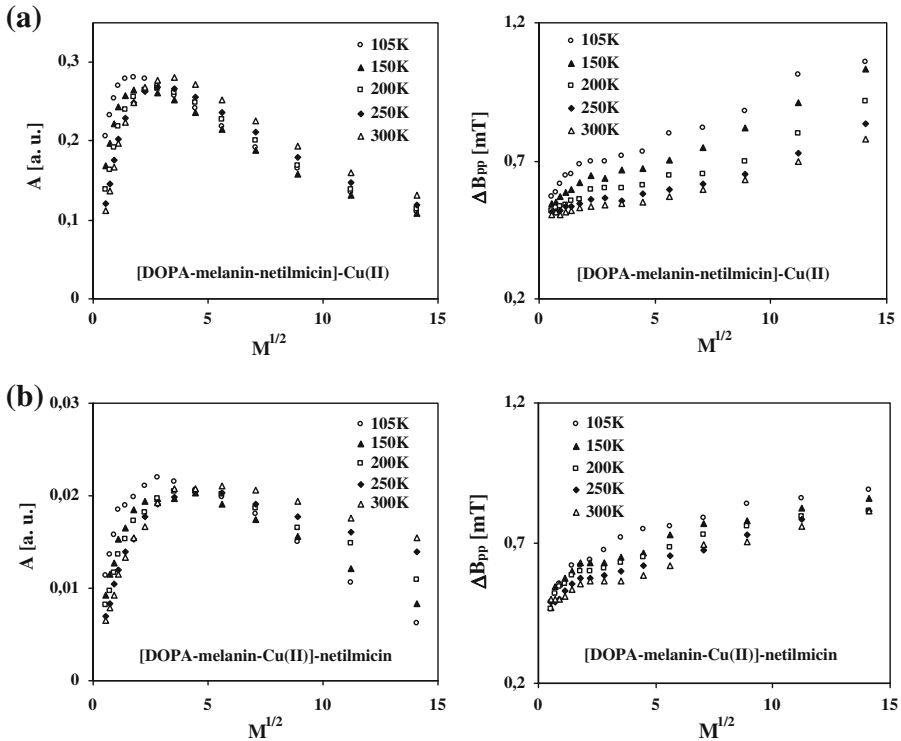 (a)
A [a. u.]
0,3
0,2
0,1
0
105K
150K
200K
250K
300K
[DOPA-melanin-netilmicin]-Cu(II)
0 5 10 15
M^1/2
ΔBpp [mT]
1,2
0,7
0,2
105K
150K
200K
250K
300K
[DOPA-melanin-netilmicin]-Cu(II)
0 5 10 15
M^1/2
(b)
A [a. u.]
0,03
0,02
0,01
0
105K
150K
200K
250K
300K
[DOPA-melanin-Cu(II)]-netilmicin
0 5 10 15
M^1/2
ΔBpp [mT]
1,2
0,7
0,2
105K
150K
200K
250K
300K
[DOPA-melanin-Cu(II)]-netilmicin
0 5 10 15
M^1/2